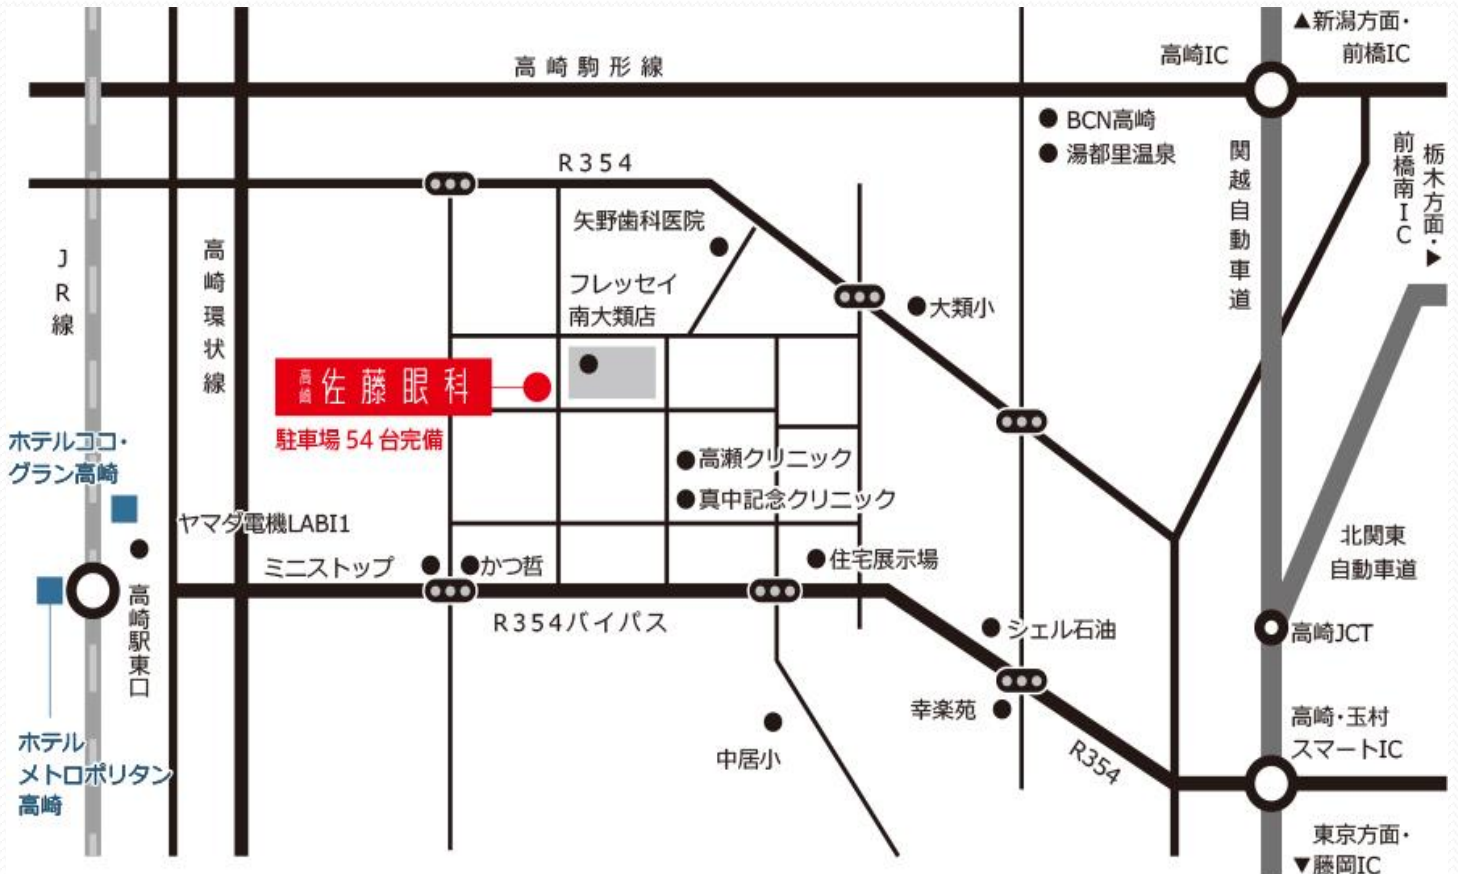 ▲新潟方面・
前橋IC
高崎IC
高崎駒形線
BCN高崎
湯都里温泉
関越自動車道
栃木方面・▶
前橋南IC
R354
矢野歯科医院
フレッセイ
南大類店
大類小
JR線
高崎環状線
高崎 佐藤眼科
駐車場54台完備
ホテルココ・
グラン高崎
高瀬クリニック
真中記念クリニック
ヤマダ電機LABI1
ミニストップ
かつ哲
住宅展示場
北関東
自動車道
高崎駅東口
R354バイパス
シェル石油
高崎JCT
幸楽苑
高崎・玉村
スマートIC
ホテル
メトロポリタン
高崎
中居小
R354
東京方面・
▼藤岡IC